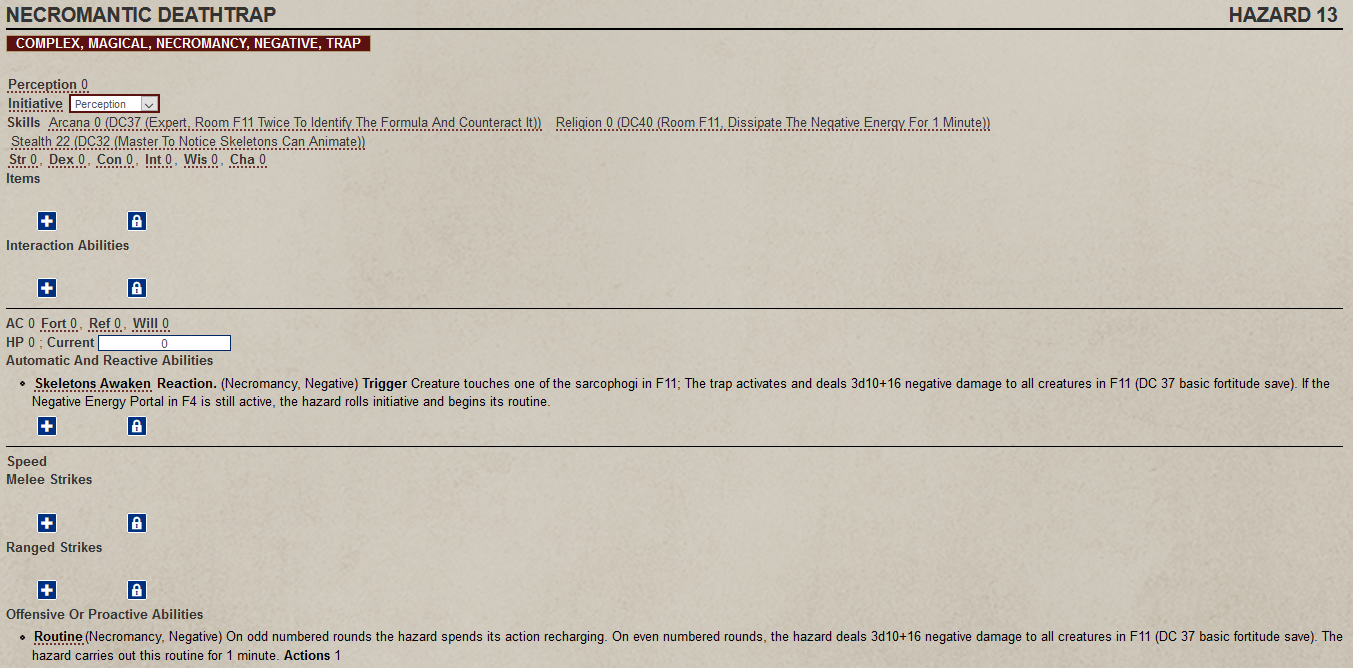 NECROMANTIC DEATHTRAP HAZARD 13
COMPLEX, MAGICAL, NECROMANCY, NEGATIVE, TRAP
Perception 0
Initiative Perception
Skills Arcana 0 (DC37 (Expert, Room F11 Twice To Identify The Formula And Counteract It)) Religion 0 (DC40 (Room F11, Dissipate The Negative Energy For 1 Minute))
Stealth 22 (DC32 (Master To Notice Skeletons Can Animate))
Str 0, Dex 0, Con 0, Int 0, Wis 0, Cha 0
Items
Interaction Abilities
AC 0 Fort 0, Ref 0, Will 0
HP 0 ; Current 0
Automatic And Reactive Abilities
Skeletons Awaken Reaction. (Necromancy, Negative) Trigger Creature touches one of the sarcophogi in F11; The trap activates and deals 3d10+16 negative damage to all creatures in F11 (DC 37 basic fortitude save). If the
Negative Energy Portal in F4 is still active, the hazard rolls initiative and begins its routine.
Speed
Melee Strikes
Ranged Strikes
Offensive Or Proactive Abilities
Routine (Necromancy, Negative) On odd numbered rounds the hazard spends its action recharging. On even numbered rounds, the hazard deals 3d10+16 negative damage to all creatures in F11 (DC 37 basic fortitude save). The
hazard carries out this routine for 1 minute. Actions 1